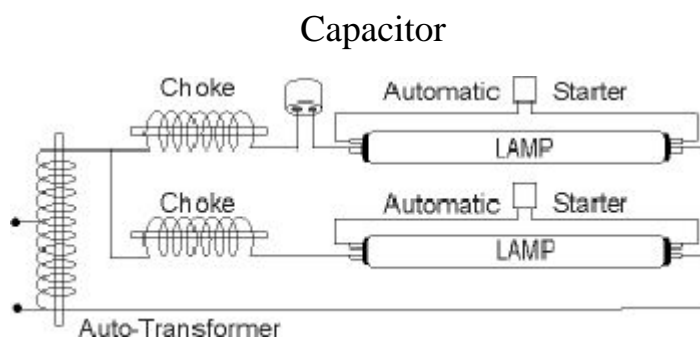 Capacitor
Choke
Automatic Starter
LAMP
Choke
Automatic Starter
LAMP
Auto-Transformer